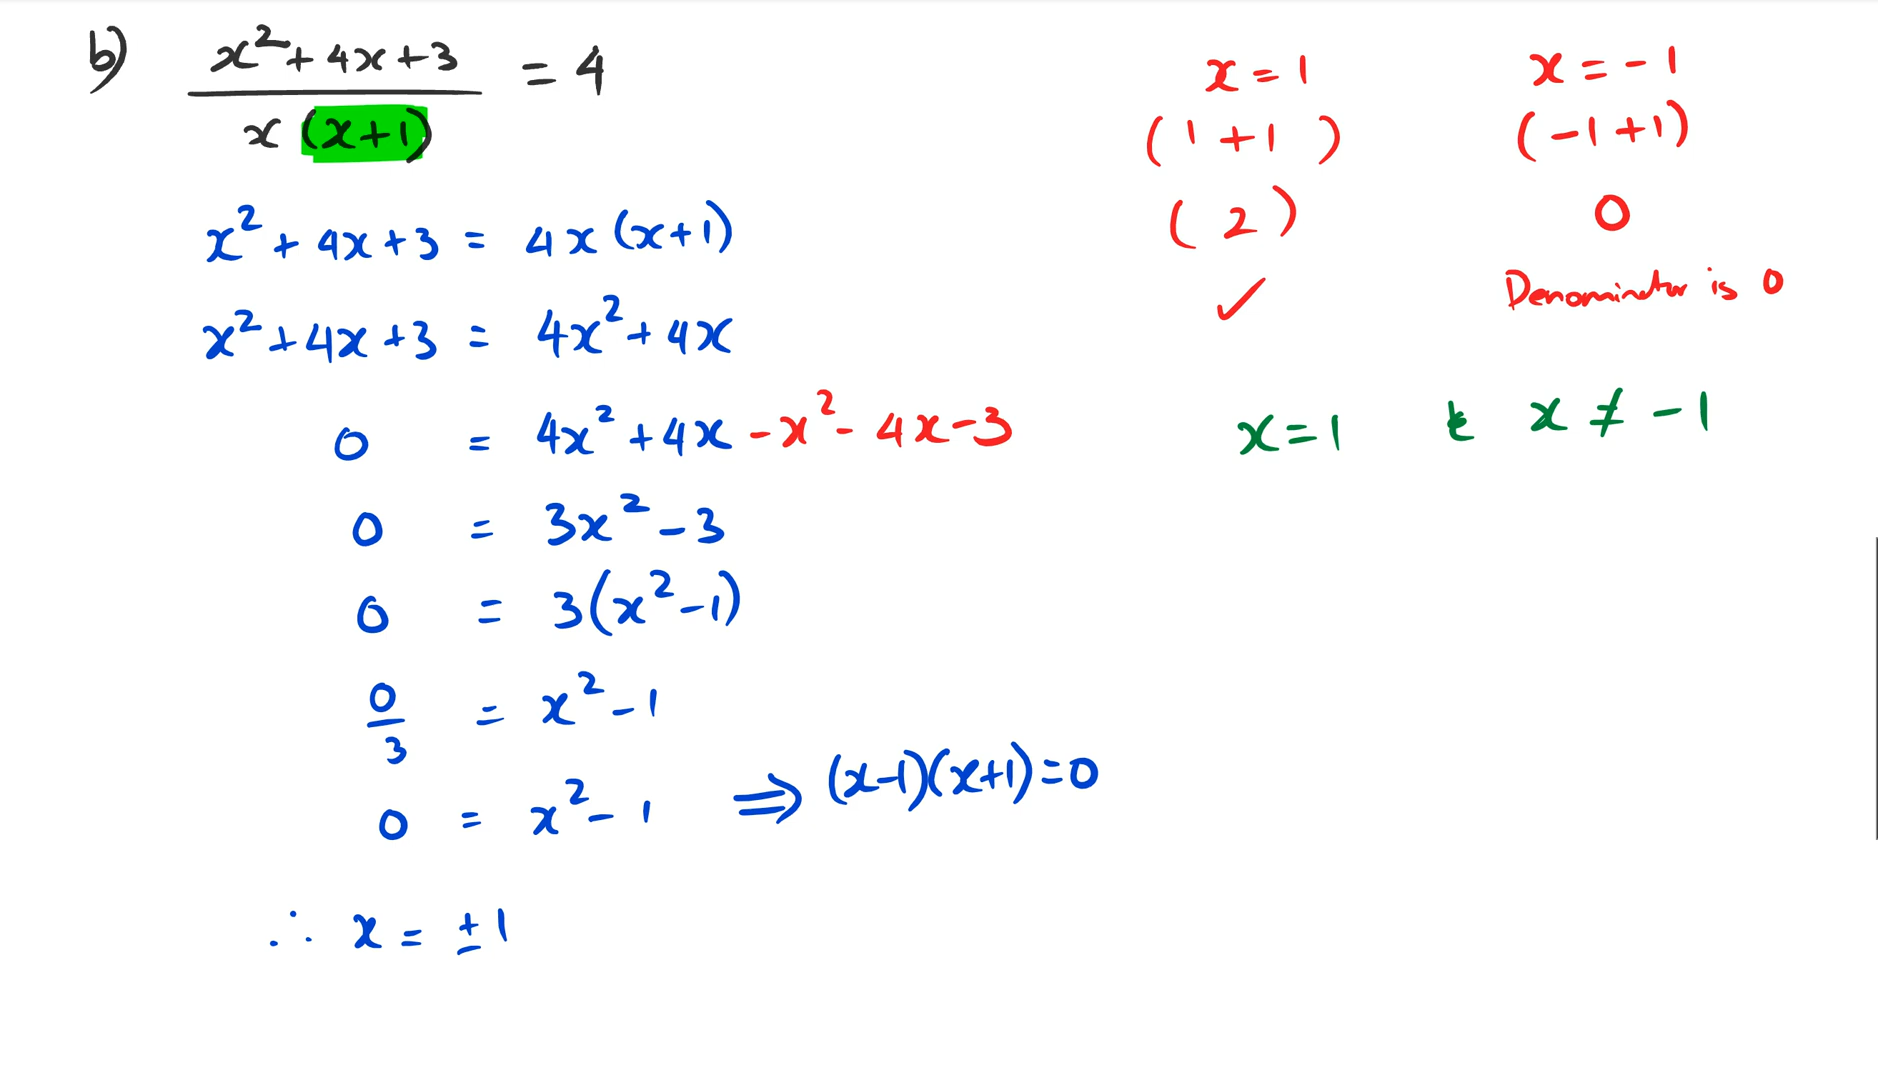 b) x²+4x+3 = 4
x (x+1)
x² + 4x + 3 = 4x (x+1)
x² + 4x + 3 = 4x² + 4x
0 = 4x² + 4x - x² - 4x - 3
0 = 3x² - 3
0 = 3(x² - 1)
0/3 = x² - 1
0 = x² - 1 ⇒ (x-1)(x+1) = 0
∴ x = ±1
x = 1
(1 + 1)
(2)
✓
x = -1
(-1 + 1)
0
Denominator is 0
x = 1 & x ≠ -1